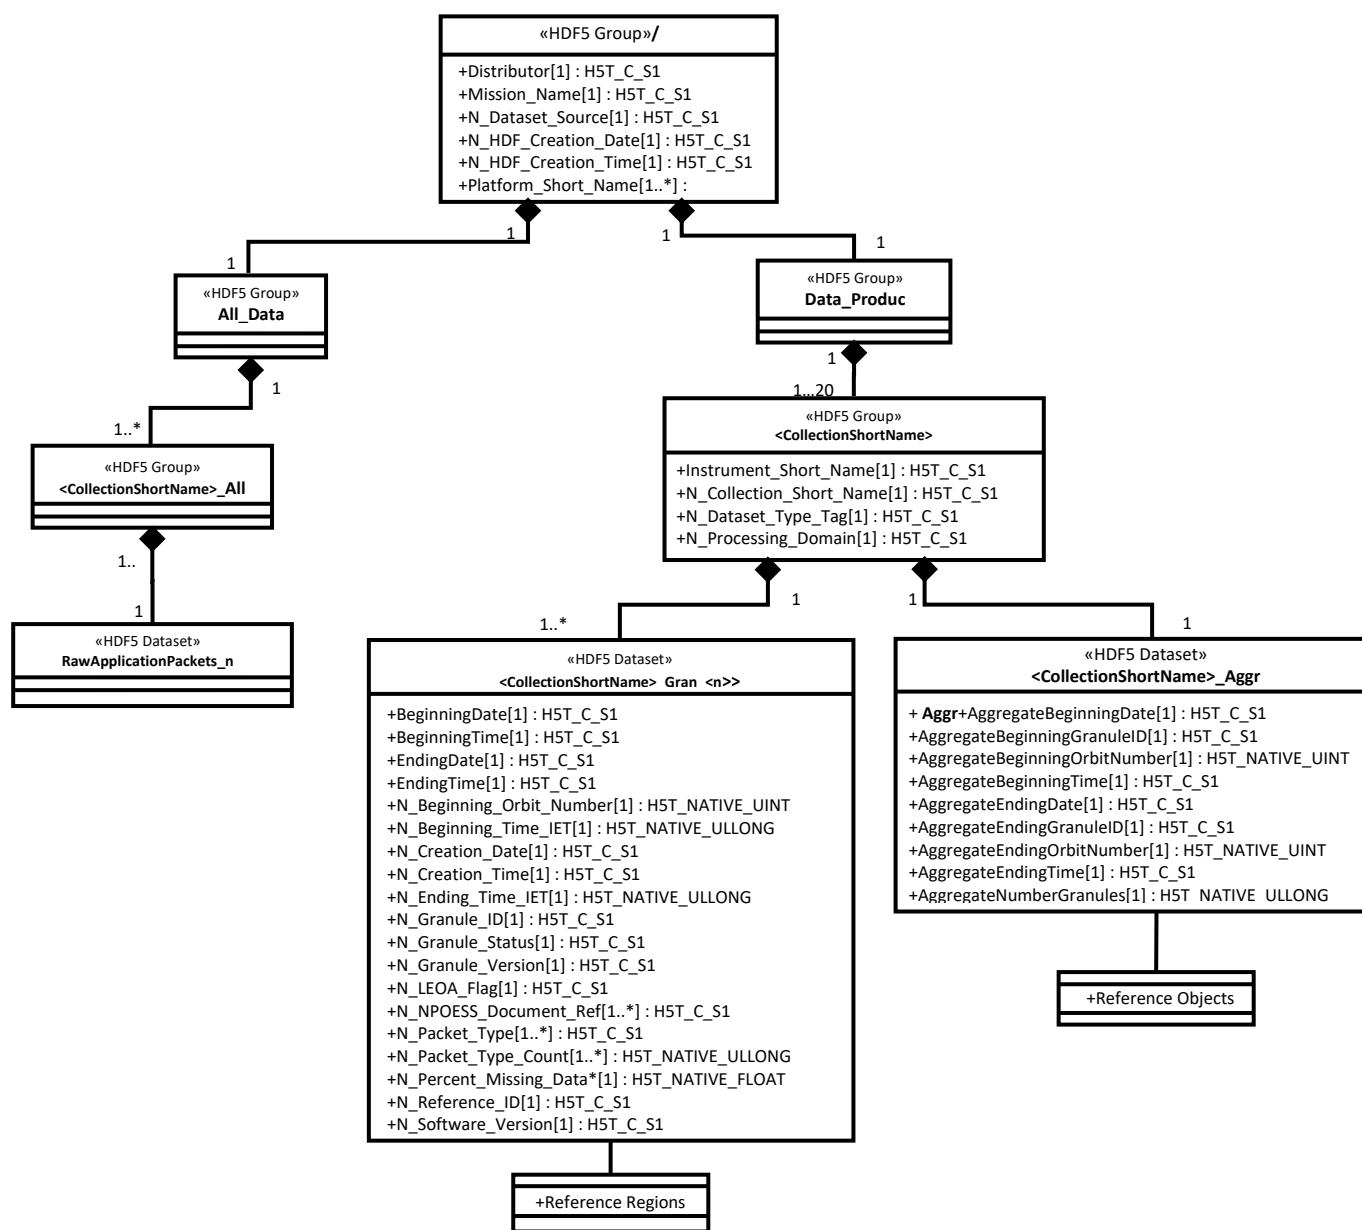 «HDF5 Group»/
+Distributor[1] : H5T_C_S1
+Mission_Name[1] : H5T_C_S1
+N_Dataset_Source[1] : H5T_C_S1
+N_HDF_Creation_Date[1] : H5T_C_S1
+N_HDF_Creation_Time[1] : H5T_C_S1
+Platform_Short_Name[1..*] :
1
1
1
1
«HDF5 Group»
All_Data
1
1..*
«HDF5 Group»
<CollectionShortName>_All
1..
1
«HDF5 Dataset»
RawApplicationPackets_n
«HDF5 Group»
Data_Produc
1
1...20
«HDF5 Group»
<CollectionShortName>
+Instrument_Short_Name[1] : H5T_C_S1
+N_Collection_Short_Name[1] : H5T_C_S1
+N_Dataset_Type_Tag[1] : H5T_C_S1
+N_Processing_Domain[1] : H5T_C_S1
1
1..*
1
1
«HDF5 Dataset»
<CollectionShortName>  Gran  <n>>
+BeginningDate[1] : H5T_C_S1
+BeginningTime[1] : H5T_C_S1
+EndingDate[1] : H5T_C_S1
+EndingTime[1] : H5T_C_S1
+N_Beginning_Orbit_Number[1] : H5T_NATIVE_UINT
+N_Beginning_Time_IET[1] : H5T_NATIVE_ULLONG
+N_Creation_Date[1] : H5T_C_S1
+N_Creation_Time[1] : H5T_C_S1
+N_Ending_Time_IET[1] : H5T_NATIVE_ULLONG
+N_Granule_ID[1] : H5T_C_S1
+N_Granule_Status[1] : H5T_C_S1
+N_Granule_Version[1] : H5T_C_S1
+N_LEOA_Flag[1] : H5T_C_S1
+N_NPOESS_Document_Ref[1..*] : H5T_C_S1
+N_Packet_Type[1..*] : H5T_C_S1
+N_Packet_Type_Count[1..*] : H5T_NATIVE_ULLONG
+N_Percent_Missing_Data*[1] : H5T_NATIVE_FLOAT
+N_Reference_ID[1] : H5T_C_S1
+N_Software_Version[1] : H5T_C_S1
+Reference Regions
«HDF5 Dataset»
<CollectionShortName>_Aggr
+ Aggr+AggregateBeginningDate[1] : H5T_C_S1
+AggregateBeginningGranuleID[1] : H5T_C_S1
+AggregateBeginningOrbitNumber[1] : H5T_NATIVE_UINT
+AggregateBeginningTime[1] : H5T_C_S1
+AggregateEndingDate[1] : H5T_C_S1
+AggregateEndingGranuleID[1] : H5T_C_S1
+AggregateEndingOrbitNumber[1] : H5T_NATIVE_UINT
+AggregateEndingTime[1] : H5T_C_S1
+AggregateNumberGranules[1] : H5T  NATIVE  ULLONG
+Reference Objects